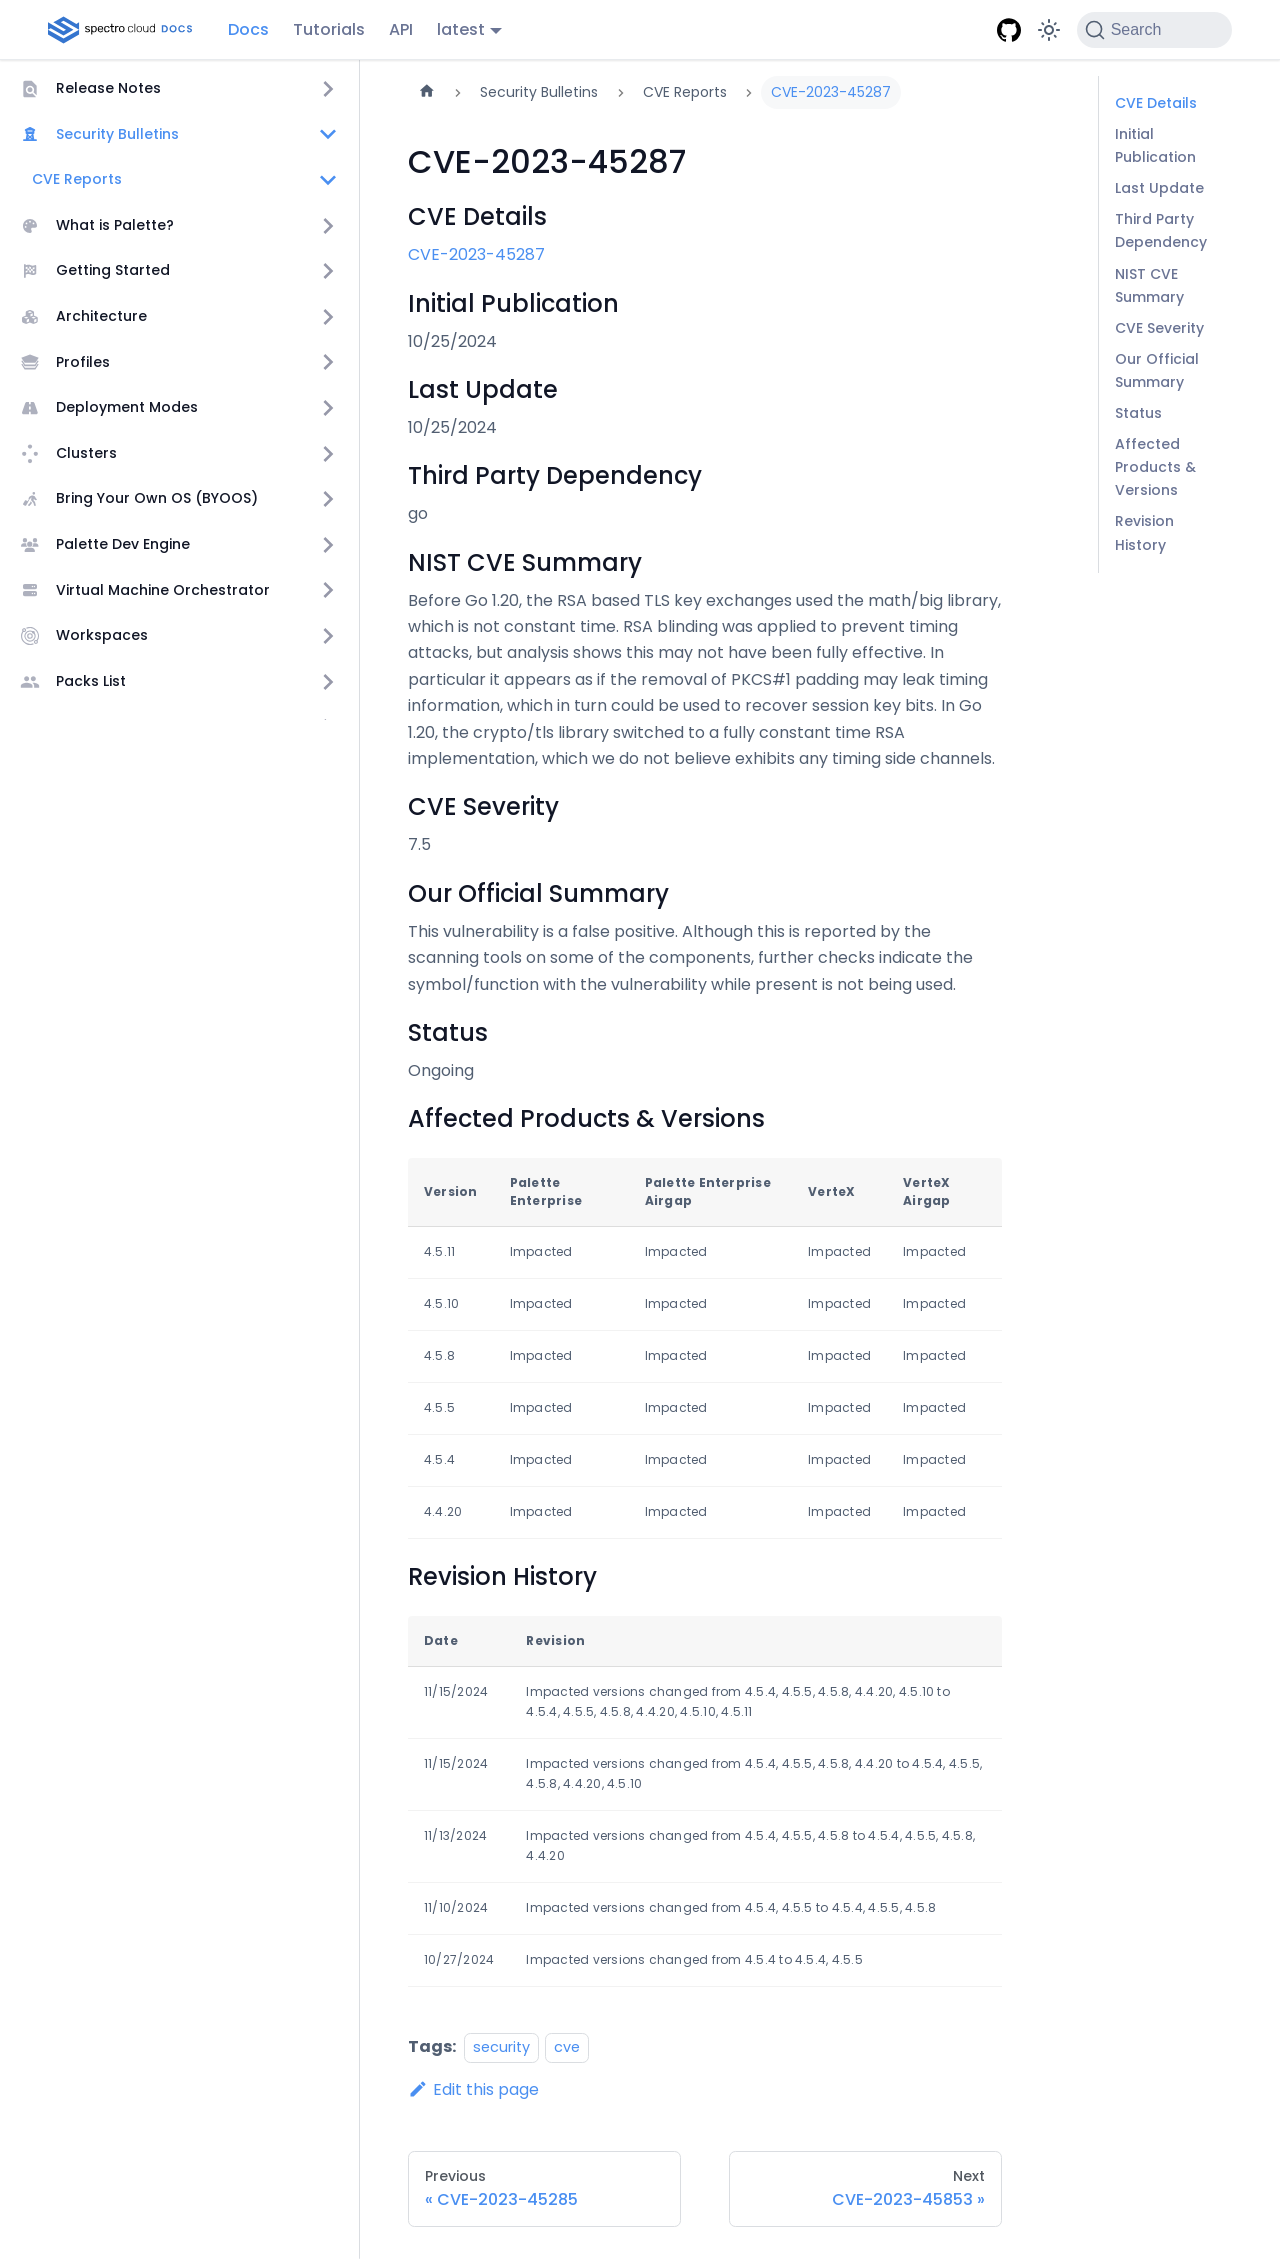 spectro cloud DOCS
Docs
Tutorials
API
latest
Search
Release Notes
Security Bulletins
CVE Reports
What is Palette?
Getting Started
Architecture
Profiles
Deployment Modes
Clusters
Bring Your Own OS (BYOOS)
Palette Dev Engine
Virtual Machine Orchestrator
Workspaces
Packs List
Security Bulletins
CVE Reports
CVE-2023-45287
CVE-2023-45287
CVE Details
CVE-2023-45287
Initial Publication
10/25/2024
Last Update
10/25/2024
Third Party Dependency
go
NIST CVE Summary
Before Go 1.20, the RSA based TLS key exchanges used the math/big library,
which is not constant time. RSA blinding was applied to prevent timing
attacks, but analysis shows this may not have been fully effective. In
particular it appears as if the removal of PKCS#1 padding may leak timing
information, which in turn could be used to recover session key bits. In Go
1.20, the crypto/tls library switched to a fully constant time RSA
implementation, which we do not believe exhibits any timing side channels.
CVE Severity
7.5
Our Official Summary
This vulnerability is a false positive. Although this is reported by the
scanning tools on some of the components, further checks indicate the
symbol/function with the vulnerability while present is not being used.
Status
Ongoing
Affected Products & Versions
Version Palette Enterprise Palette Enterprise Airgap VerteX VerteX Airgap
4.5.11 Impacted Impacted Impacted Impacted
4.5.10 Impacted Impacted Impacted Impacted
4.5.8 Impacted Impacted Impacted Impacted
4.5.5 Impacted Impacted Impacted Impacted
4.5.4 Impacted Impacted Impacted Impacted
4.4.20 Impacted Impacted Impacted Impacted
Revision History
Date Revision
11/15/2024 Impacted versions changed from 4.5.4, 4.5.5, 4.5.8, 4.4.20, 4.5.10 to
4.5.4, 4.5.5, 4.5.8, 4.4.20, 4.5.10, 4.5.11
11/15/2024 Impacted versions changed from 4.5.4, 4.5.5, 4.5.8, 4.4.20 to 4.5.4, 4.5.5,
4.5.8, 4.4.20, 4.5.10
11/13/2024 Impacted versions changed from 4.5.4, 4.5.5, 4.5.8 to 4.5.4, 4.5.5, 4.5.8,
4.4.20
11/10/2024 Impacted versions changed from 4.5.4, 4.5.5 to 4.5.4, 4.5.5, 4.5.8
10/27/2024 Impacted versions changed from 4.5.4 to 4.5.4, 4.5.5
Tags: security cve
Edit this page
Previous
« CVE-2023-45285
Next
CVE-2023-45853 »
CVE Details
Initial
Publication
Last Update
Third Party
Dependency
NIST CVE
Summary
CVE Severity
Our Official
Summary
Status
Affected
Products &
Versions
Revision
History